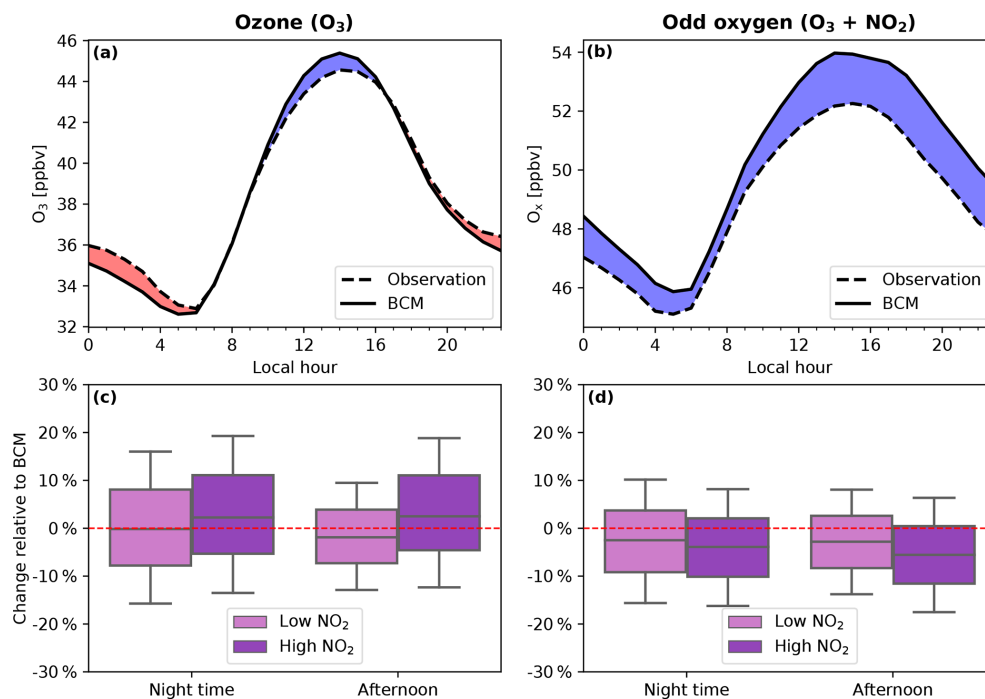 Ozone (O₃)
Odd oxygen (O₃ + NO₂)
(a)
46
44
42
40
38
36
34
32
O₃ [ppbv]
Observation
BCM
0
4
8
12
16
20
Local hour
(b)
54
52
50
48
46
Oₓ [ppbv]
Observation
BCM
0
4
8
12
16
20
Local hour
(c)
30 %
20 %
10 %
0 %
-10 %
-20 %
-30 %
Change relative to BCM
Low NO₂
High NO₂
Night time
Afternoon
(d)
30 %
20 %
10 %
0 %
-10 %
-20 %
-30 %
Low NO₂
High NO₂
Night time
Afternoon